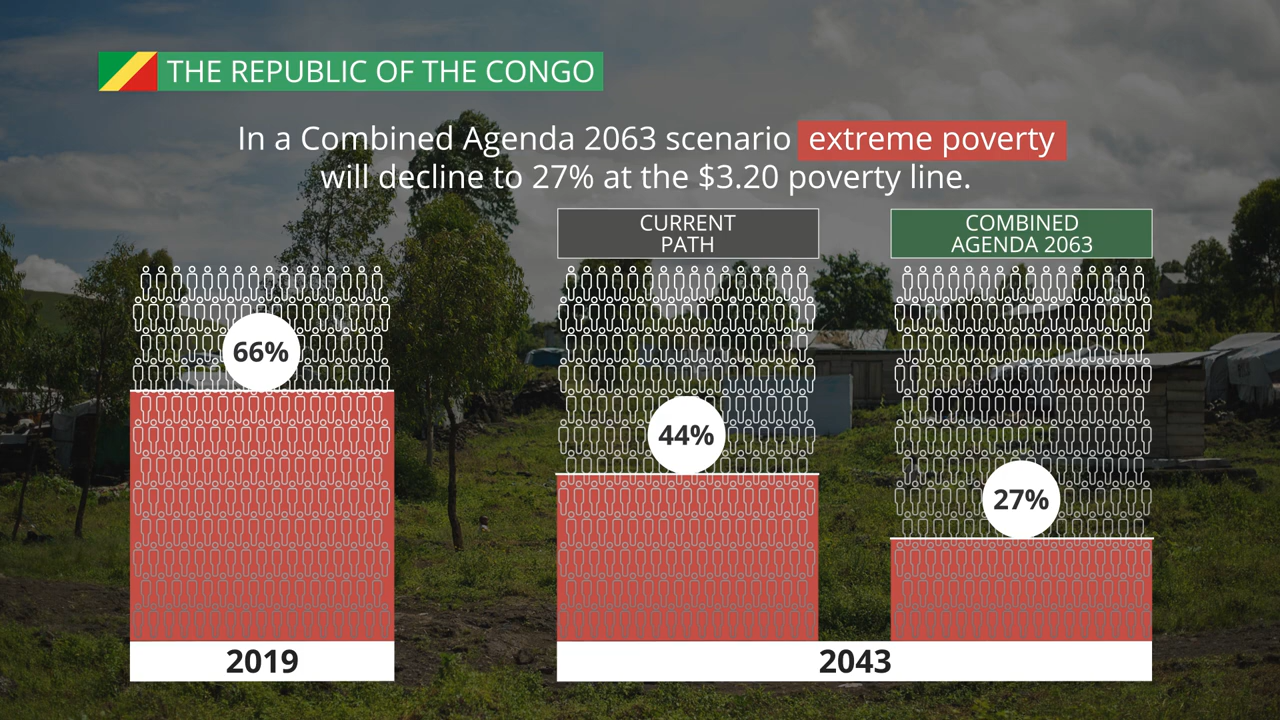 THE REPUBLIC OF THE CONGO
In a Combined Agenda 2063 scenario extreme poverty
will decline to 27% at the $3.20 poverty line.
CURRENT
PATH
COMBINED
AGENDA 2063
66%
44%
27%
2019
2043